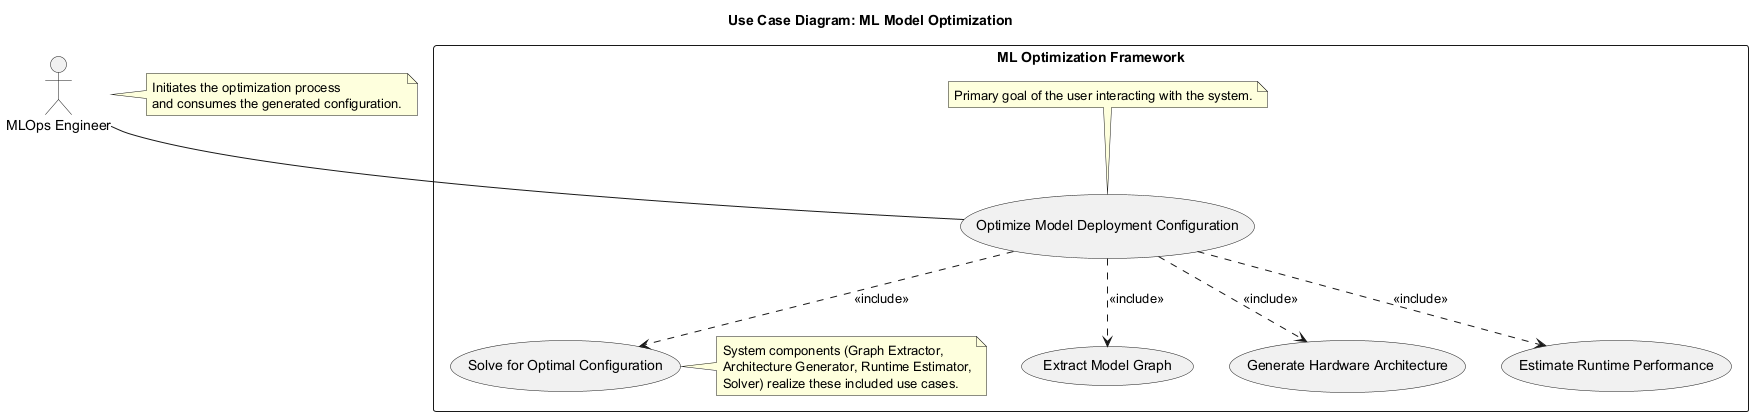 Use Case Diagram: ML Model Optimization
ML Optimization Framework
MLOps Engineer
Initiates the optimization process
and consumes the generated configuration.
Primary goal of the user interacting with the system.
Optimize Model Deployment Configuration
«include»
«include»
«include»
«include»
Solve for Optimal Configuration
System components (Graph Extractor,
Architecture Generator, Runtime Estimator,
Solver) realize these included use cases.
Extract Model Graph
Generate Hardware Architecture
Estimate Runtime Performance